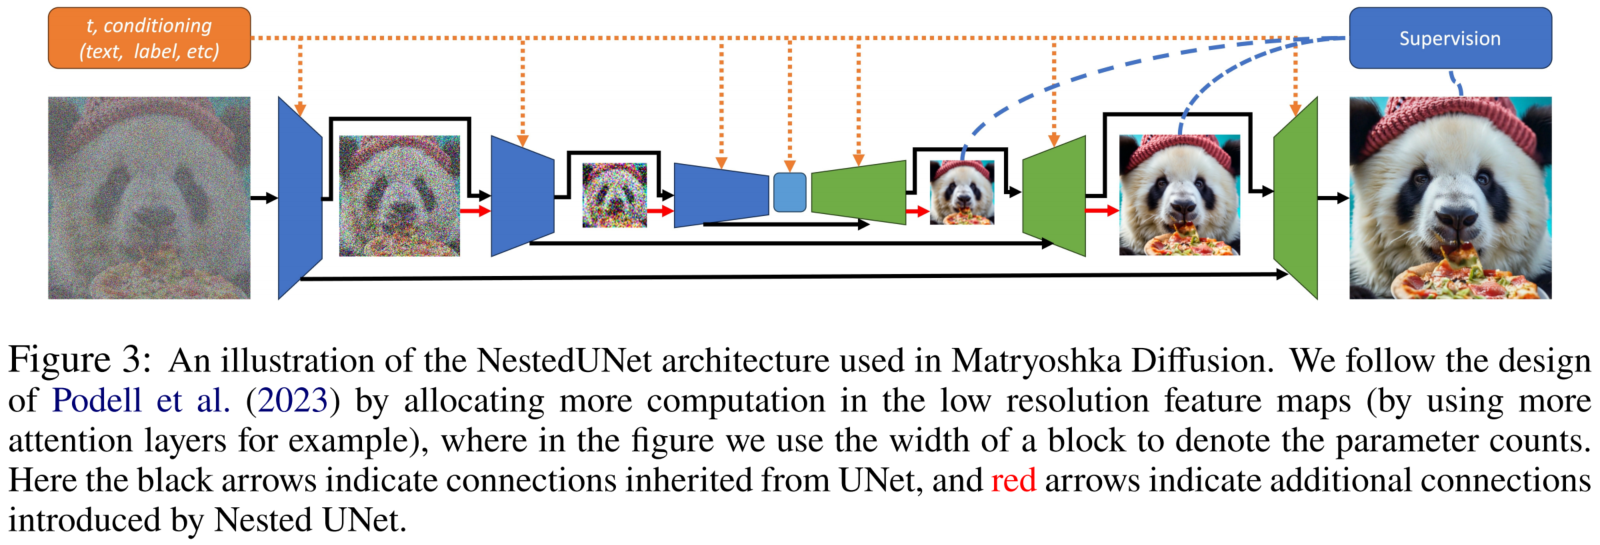 t, conditioning
(text, label, etc)
Supervision
Figure 3: An illustration of the NestedUNet architecture used in Matryoshka Diffusion. We follow the design
of Podell et al. (2023) by allocating more computation in the low resolution feature maps (by using more
attention layers for example), where in the figure we use the width of a block to denote the parameter counts.
Here the black arrows indicate connections inherited from UNet, and red arrows indicate additional connections
introduced by Nested UNet.